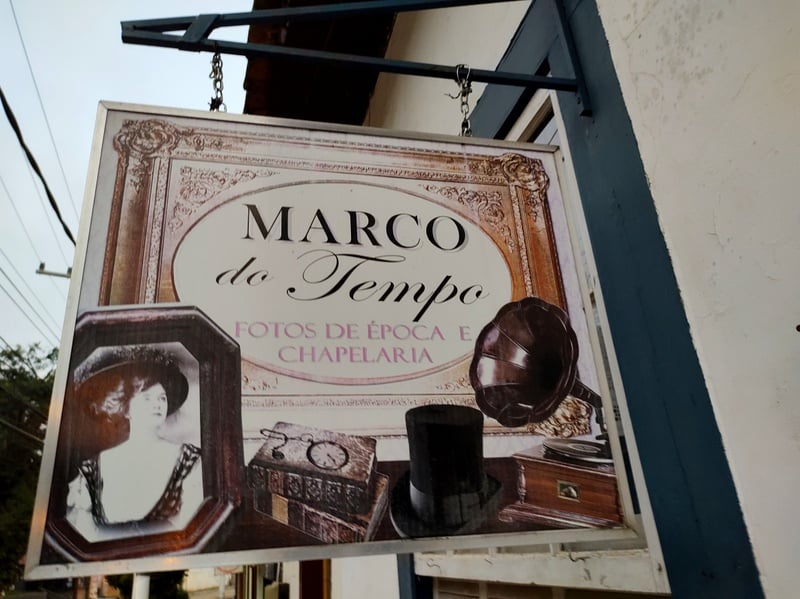 MARCO
do Tempo
FOTOS DE ÉPOCA E
CHAPELARIA